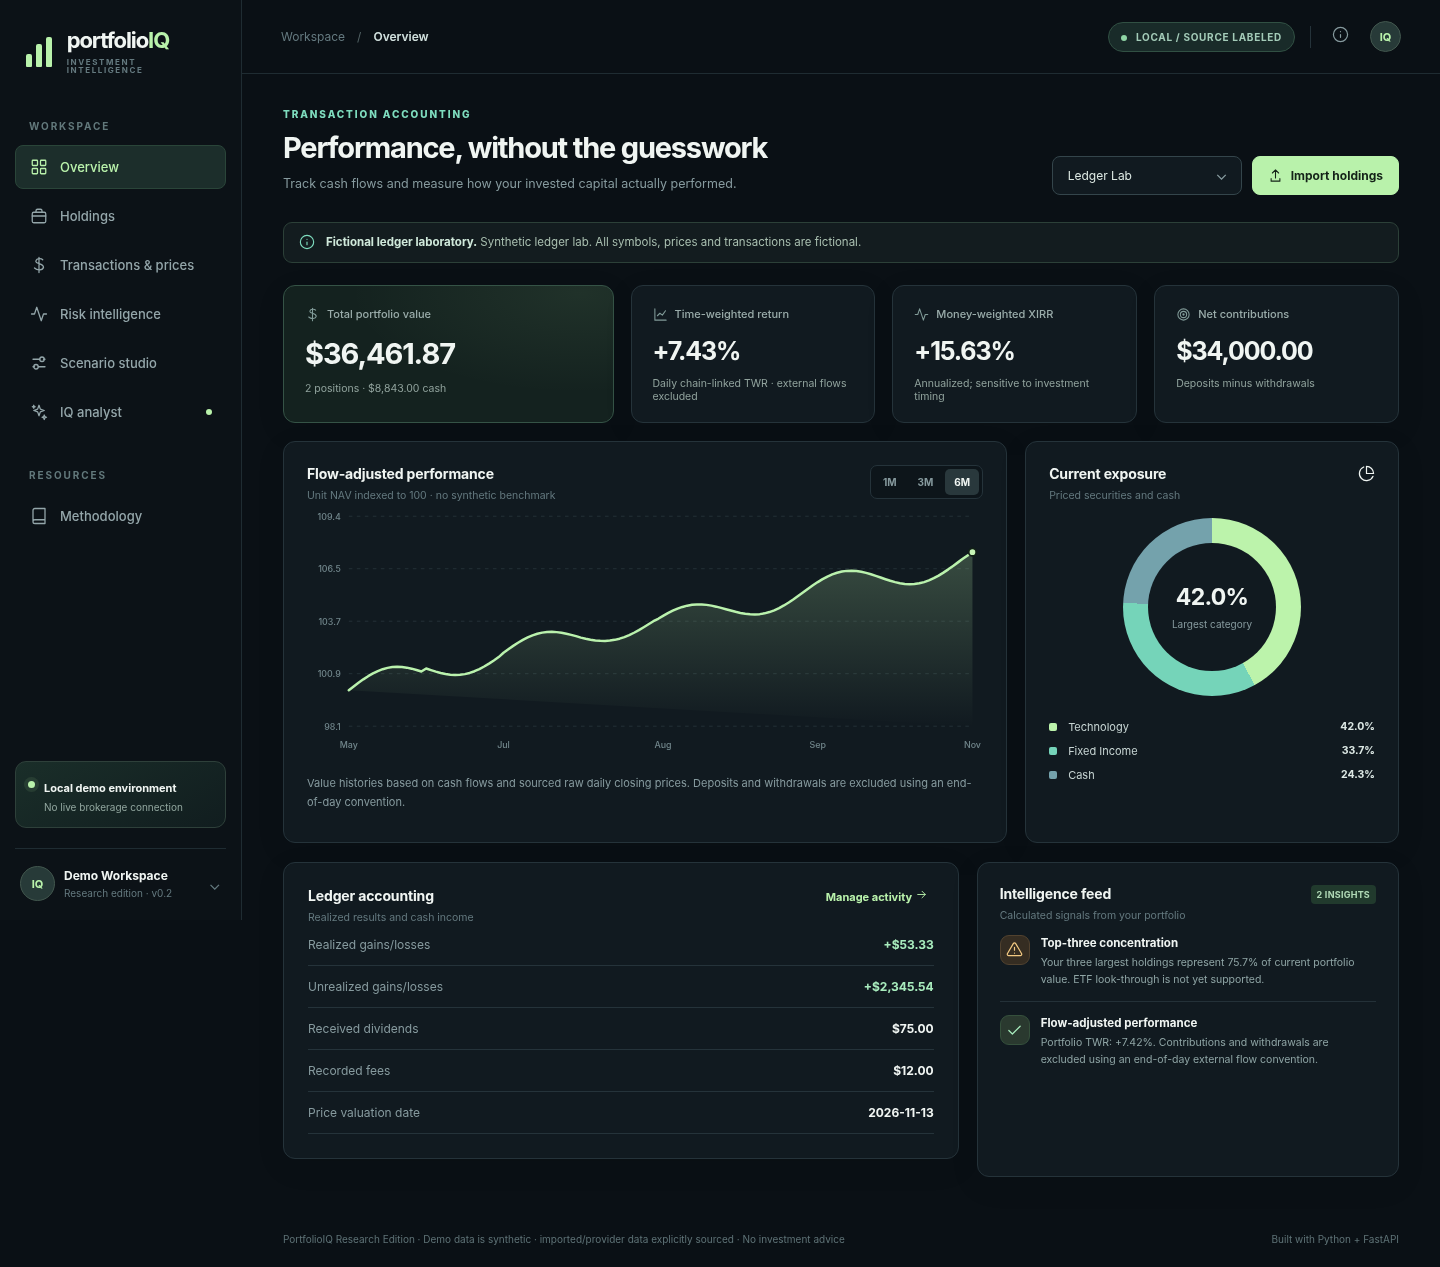 portfolioIQ
INVESTMENT
INTELLIGENCE
WORKSPACE
Overview
Holdings
Transactions & prices
Risk intelligence
Scenario studio
IQ analyst
RESOURCES
Methodology
Local demo environment
No live brokerage connection
IQ
Demo Workspace
Research edition · v0.2
Workspace / Overview
LOCAL / SOURCE LABELED
IQ
TRANSACTION ACCOUNTING
Performance, without the guesswork
Track cash flows and measure how your invested capital actually performed.
Ledger Lab
Import holdings
Fictional ledger laboratory. Synthetic ledger lab. All symbols, prices and transactions are fictional.
Total portfolio value
$36,461.87
2 positions · $8,843.00 cash
Time-weighted return
+7.43%
Daily chain-linked TWR · external flows
excluded
Money-weighted XIRR
+15.63%
Annualized; sensitive to investment
timing
Net contributions
$34,000.00
Deposits minus withdrawals
Flow-adjusted performance
Unit NAV indexed to 100 · no synthetic benchmark
1M 3M 6M
109.4
106.5
103.7
100.9
98.1
May Jul Aug Sep Nov
Value histories based on cash flows and sourced raw daily closing prices. Deposits and withdrawals are excluded using an end-
of-day convention.
Current exposure
Priced securities and cash
42.0%
Largest category
Technology 42.0%
Fixed Income 33.7%
Cash 24.3%
Ledger accounting
Manage activity →
Realized results and cash income
Realized gains/losses +$53.33
Unrealized gains/losses +$2,345.54
Received dividends $75.00
Recorded fees $12.00
Price valuation date 2026-11-13
Intelligence feed
2 INSIGHTS
Calculated signals from your portfolio
Top-three concentration
Your three largest holdings represent 75.7% of current portfolio
value. ETF look-through is not yet supported.
Flow-adjusted performance
Portfolio TWR: +7.42%. Contributions and withdrawals are
excluded using an end-of-day external flow convention.
PortfolioIQ Research Edition · Demo data is synthetic · imported/provider data explicitly sourced · No investment advice
Built with Python + FastAPI